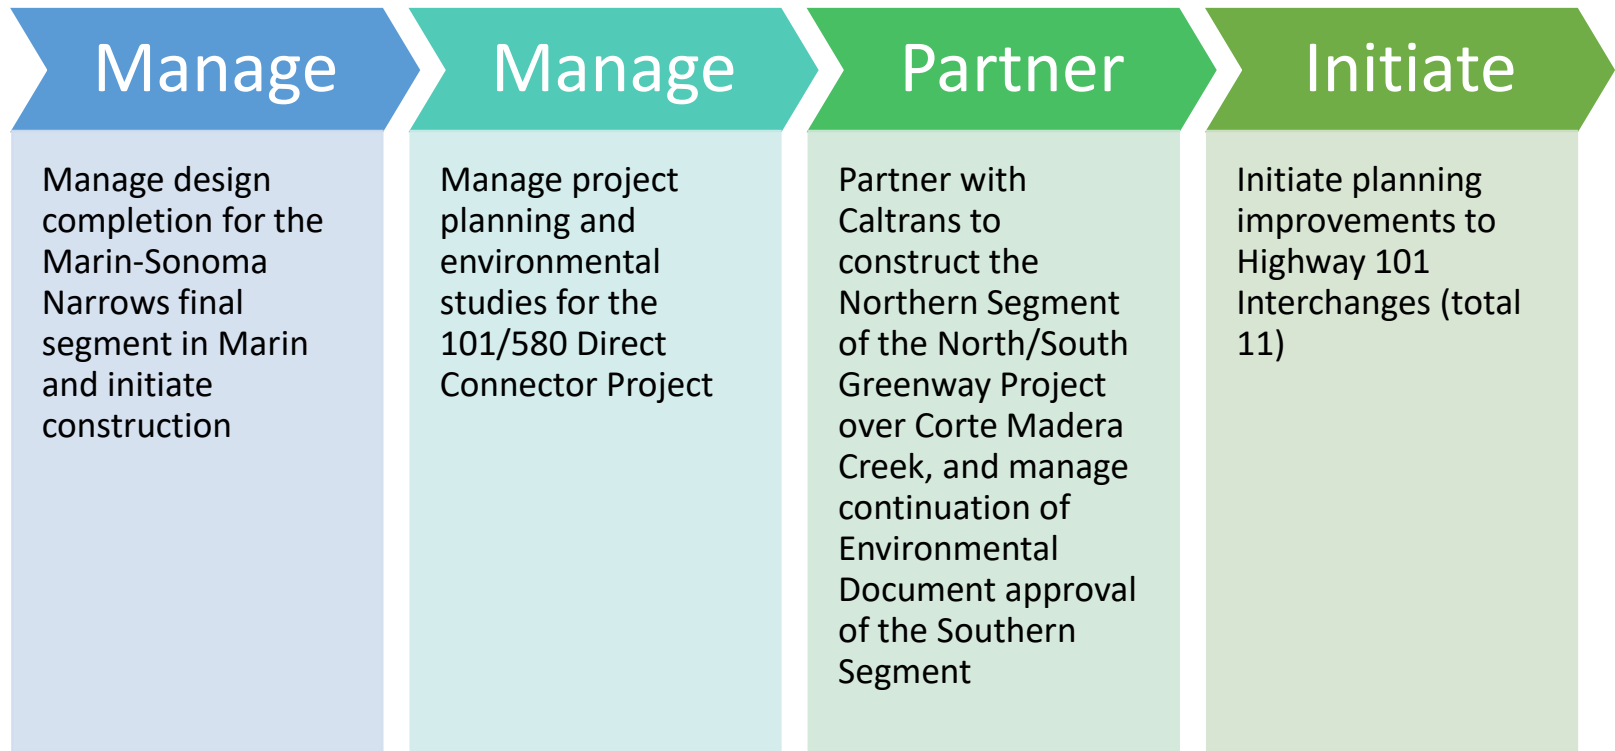 Manage
Manage design
completion for the
Marin-Sonoma
Narrows final
segment in Marin
and initiate
construction
Manage
Manage project
planning and
environmental
studies for the
101/580 Direct
Connector Project
Partner
Partner with
Caltrans to
construct the
Northern Segment
of the North/South
Greenway Project
over Corte Madera
Creek, and manage
continuation of
Environmental
Document approval
of the Southern
Segment
Initiate
Initiate planning
improvements to
Highway 101
Interchanges (total
11)